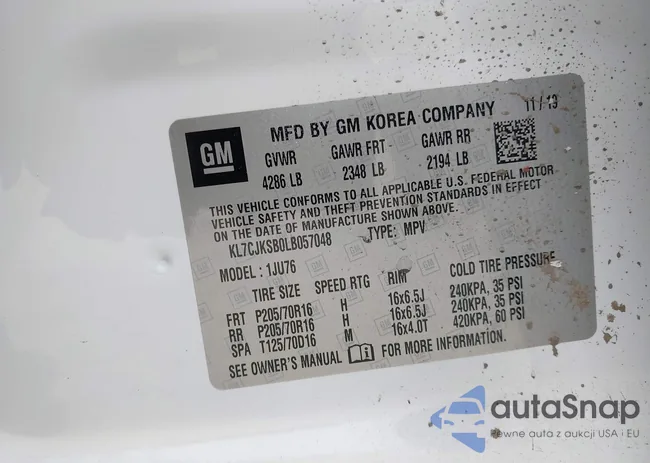 GM
MFD BY GM KOREA COMPANY 11/19
GVWR GAWR FRT- GAWR RR
4286 LB 2348 LB 2194 LB
THIS VEHICLE CONFORMS TO ALL APPLICABLE U.S. FEDERAL MOTOR
VEHICLE SAFETY AND THEFT PREVENTION STANDARDS IN EFFECT
ON THE DATE OF MANUFACTURE SHOWN ABOVE.
KL7CJKSB0LB057048 TYPE: MPV
MODEL : 1JU76
TIRE SIZE SPEED RTG RIM COLD TIRE PRESSURE
FRT P205/70R16 H 16x6.5J 240KPA, 35 PSI
RR P205/70R16 H 16x6.5J 240KPA, 35 PSI
SPA T125/70D16 M 16x4.0T 420KPA, 60 PSI
SEE OWNER'S MANUAL FOR MORE INFORMATION.
autaSnap
Pewne auta z aukcji USA · EU